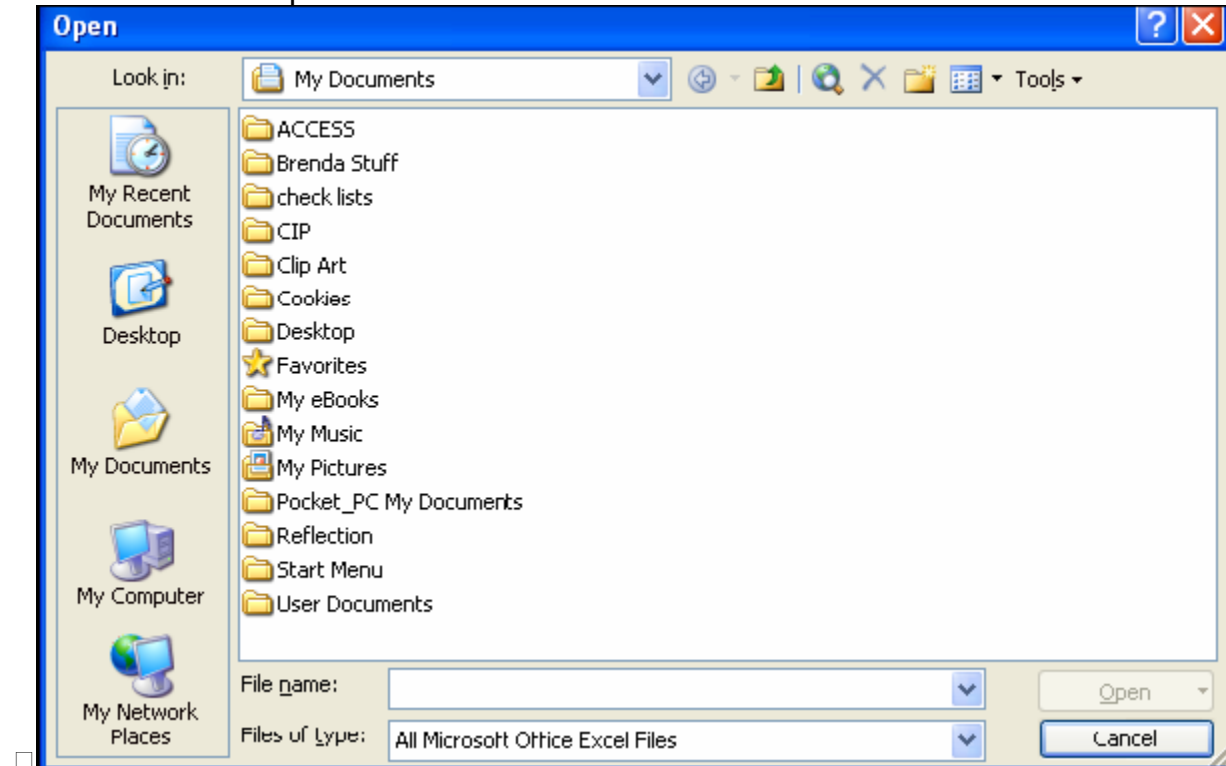 Open
Look in:
My Documents
Tools
My Recent
Documents
Desktop
My Documents
My Computer
My Network
Places
ACCESS
Brenda Stuff
check lists
CIP
Clip Art
Cookies
Desktop
Favorites
My eBooks
My Music
My Pictures
Pocket_PC My Documents
Reflection
Start Menu
User Documents
File name:
Open
Files of type:
All Microsoft Office Excel Files
Cancel